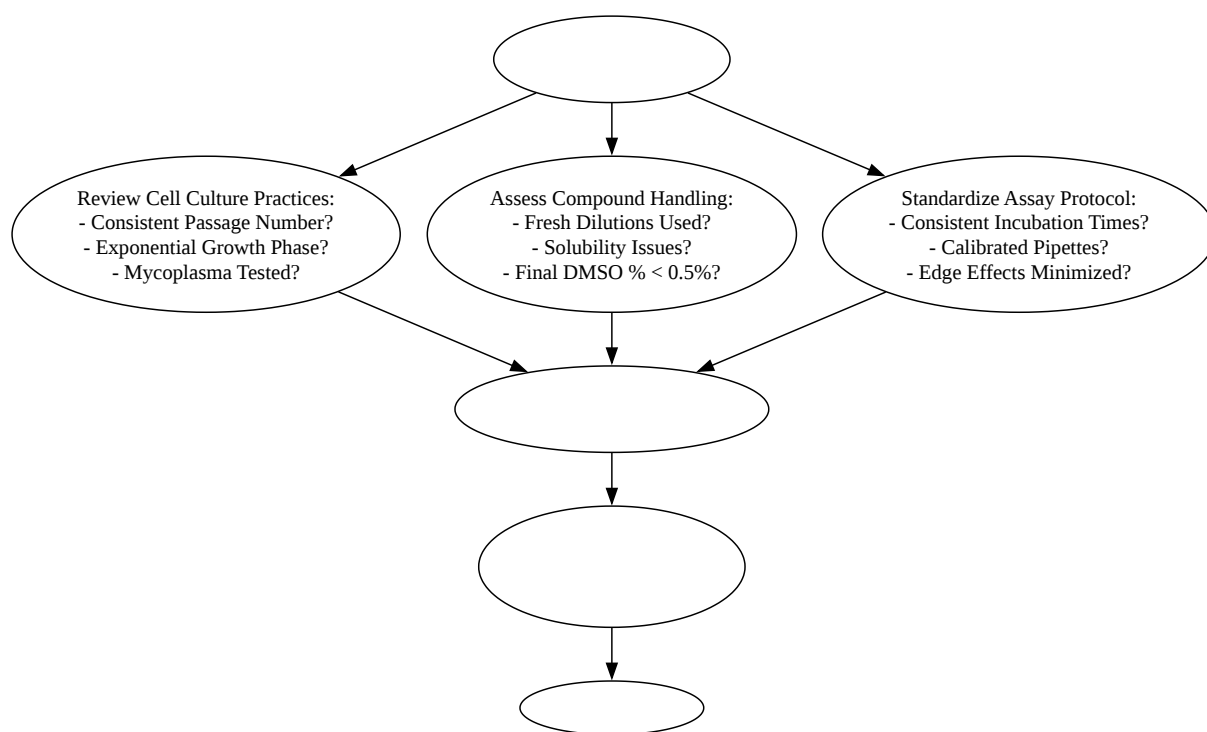 Review Cell Culture Practices:
- Consistent Passage Number?
- Exponential Growth Phase?
- Mycoplasma Tested?
Assess Compound Handling:
- Fresh Dilutions Used?
- Solubility Issues?
- Final DMSO % < 0.5%?
Standardize Assay Protocol:
- Consistent Incubation Times?
- Calibrated Pipettes?
- Edge Effects Minimized?